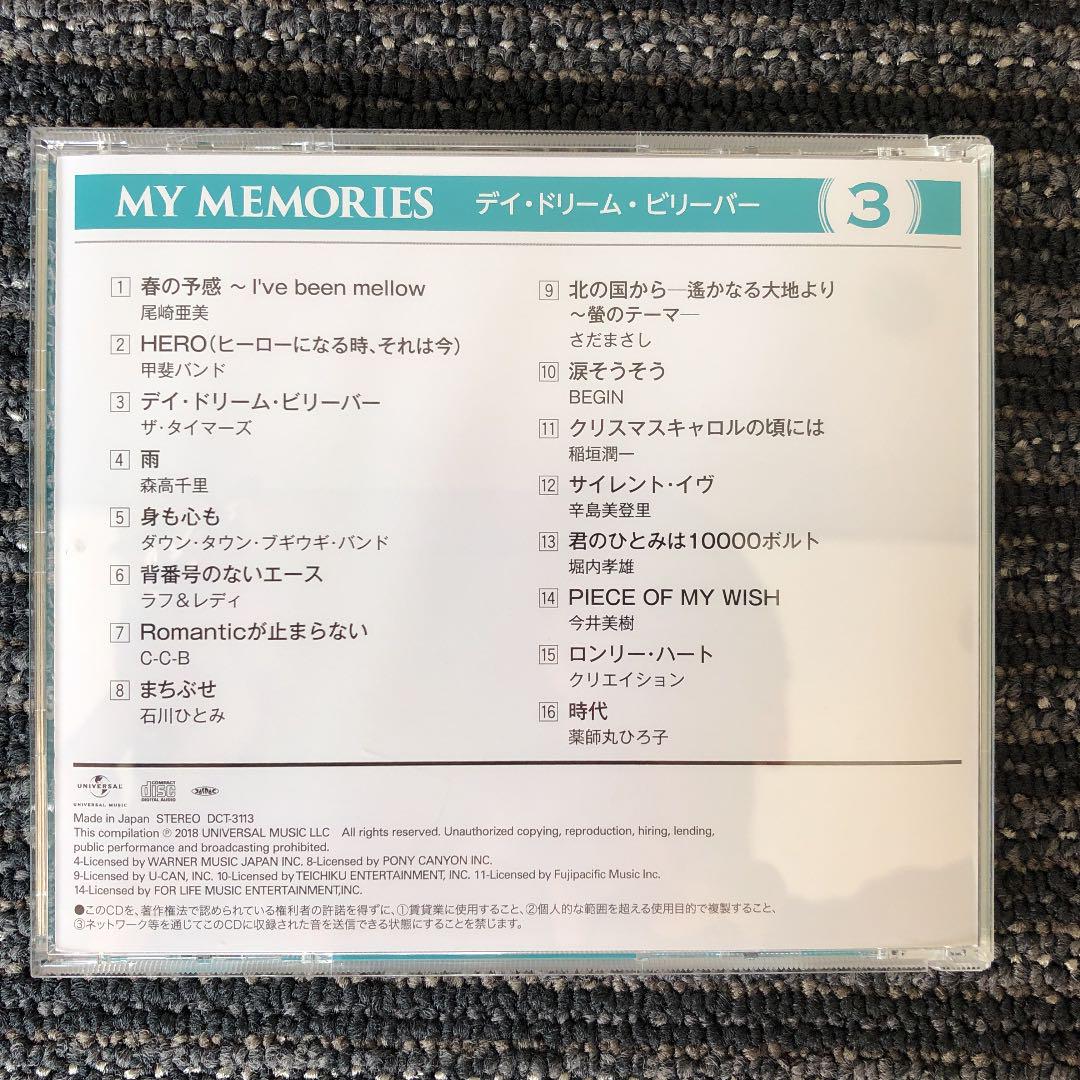 MY MEMORIES デイ・ドリーム・ビリーバー 3
1 春の予感 ～ I've been mellow
尾崎亜美
2 HERO（ヒーローになる時、それは今）
甲斐バンド
3 デイ・ドリーム・ビリーバー
ザ・タイマーズ
4 雨
森高千里
5 身も心も
ダウン・タウン・ブギウギ・バンド
6 背番号のないエース
ラフ＆レディ
7 Romanticが止まらない
C-C-B
8 まちぶせ
石川ひとみ
9 北の国から―遙かなる大地より
～螢のテーマ―
さだまさし
10 涙そうそう
BEGIN
11 クリスマスキャロルの頃には
稲垣潤一
12 サイレント・イヴ
辛島美登里
13 君のひとみは10000ボルト
堀内孝雄
14 PIECE OF MY WISH
今井美樹
15 ロンリー・ハート
クリエイション
16 時代
薬師丸ひろ子
UNIVERSAL
UNIVERSAL MUSIC
COMPACT
disc
DIGITAL AUDIO
Made in Japan STEREO DCT-3113
This compilation ℗ 2018 UNIVERSAL MUSIC LLC All rights reserved. Unauthorized copying, reproduction, hiring, lending,
public performance and broadcasting prohibited.
4-Licensed by WARNER MUSIC JAPAN INC. 8-Licensed by PONY CANYON INC.
9-Licensed by U-CAN, INC. 10-Licensed by TEICHIKU ENTERTAINMENT, INC. 11-Licensed by Fujipacific Music Inc.
14-Licensed by FOR LIFE MUSIC ENTERTAINMENT,INC.
●このCDを、著作権法で認められている権利者の許諾を得ずに、①賃貸業に使用すること、②個人的な範囲を超える使用目的で複製すること、
③ネットワーク等を通じてこのCDに収録された音を送信できる状態にすることを禁じます。